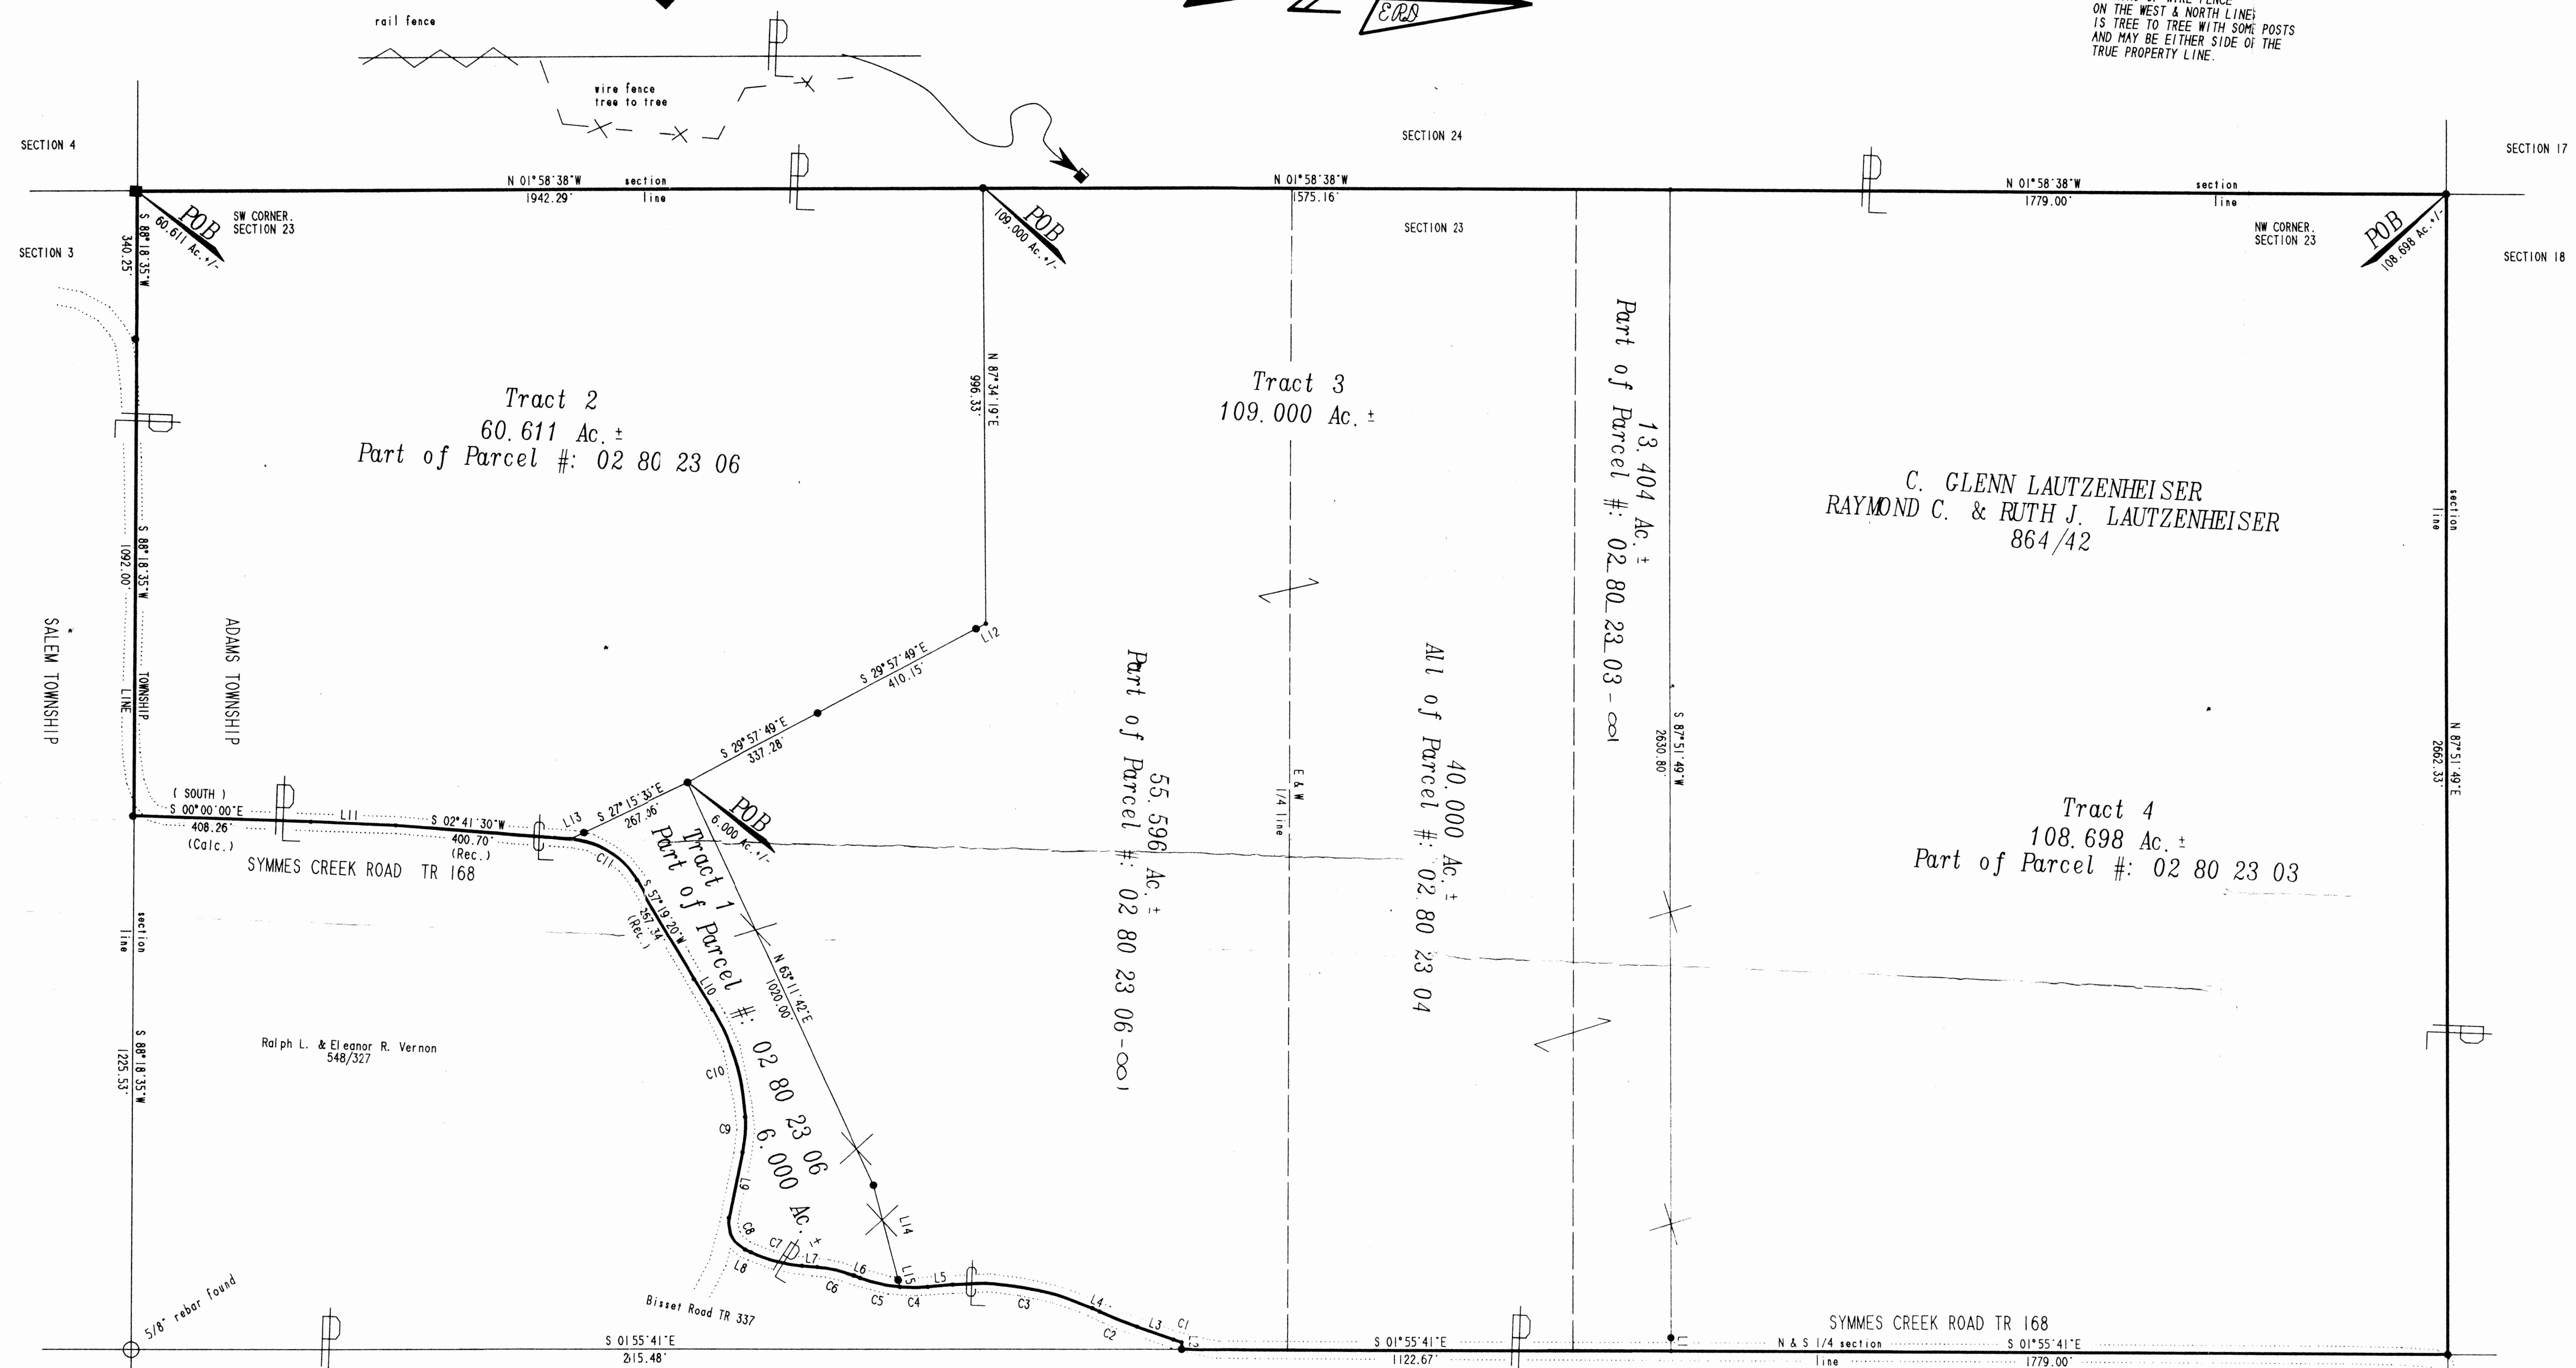 rail fence
wire fence
tree to tree
ERD
ON THE WEST & NORTH LINES
IS TREE TO TREE WITH SOME POSTS
AND MAY BE EITHER SIDE OF THE
TRUE PROPERTY LINE.
SECTION 4
SECTION 24
SECTION 17
N 01°58'38"W section
1942.29' line
N 01°58'38"W
1575.16'
N 01°58'38"W section
1779.00' line
SECTION 3
SW CORNER.
SECTION 23
POB
60.611 Ac.+/-
POB
109.000 Ac.+/-
SECTION 23
NW CORNER.
SECTION 23
POB
108.698 Ac.+/-
SECTION 18
S 88°18'35"W
340.25'
N 87°34'19"E
996.33'
Tract 2
60.611 Ac.±
Part of Parcel #: 02 80 23 06
Tract 3
109.000 Ac.±
13.404 Ac.±
Part of Parcel #: 02 80 23 03-001
C. GLENN LAUTZENHEISER
RAYMOND C. & RUTH J. LAUTZENHEISER
864/42
section
line
S 88°18'35"W
1092.00'
TOWNSHIP
LINE
SALEM TOWNSHIP
ADAMS TOWNSHIP
L12
S 29°57'49"E
410.15'
S 29°57'49"E
337.28'
55.596 Ac.±
Part of Parcel #: 02 80 23 06-001
E & W
1/4 line
40.000 Ac.±
All of Parcel #: 02 80 23 04
S 87°51'49"W
2630.80'
N 87°51'49"E
2662.33'
Tract 4
108.698 Ac.±
Part of Parcel #: 02 80 23 03
( SOUTH )
S 00°00'00"E
408.26'
(Calc.)
L11
S 02°41'30"W
400.70'
(Rec.)
L13
S 27°15'35"E
267.06'
POB
6.000 Ac.+/-
SYMMES CREEK ROAD TR 168
C11
S 57°19'20"W
267.34'
(Rec.)
Tract 1
Part of Parcel #: 02 80 23 06
6.000 Ac.±
N 63°11'42"E
1020.00'
section
line
S 88°18'35"W
1225.53'
Ralph L. & Eleanor R. Vernon
548/327
L10
C10
C9
L9
C8
L8
C7
L7
C6
L6
C5
L14
L15
C4
L5
C3
L4
C2
L3
C1
L2
L1
5/8" rebar found
Bisset Road TR 337
S 01 55'41"E
2115.48'
S 01°55'41"E
1122.67'
SYMMES CREEK ROAD TR 168
N & S 1/4 section
line
S 01°55'41"E
1779.00'